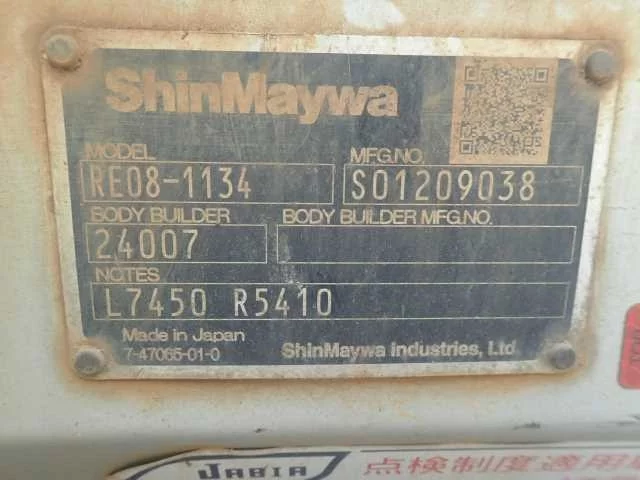 ShinMaywa
MODEL MFG.NO.
RE08-1134 S01209038
BODY BUILDER BODY BUILDER MFG.NO.
24007
NOTES
L7450 R5410
Made in Japan
7-47065-01-0 ShinMaywa Industries, Ltd.
JABIA 点検制度適用